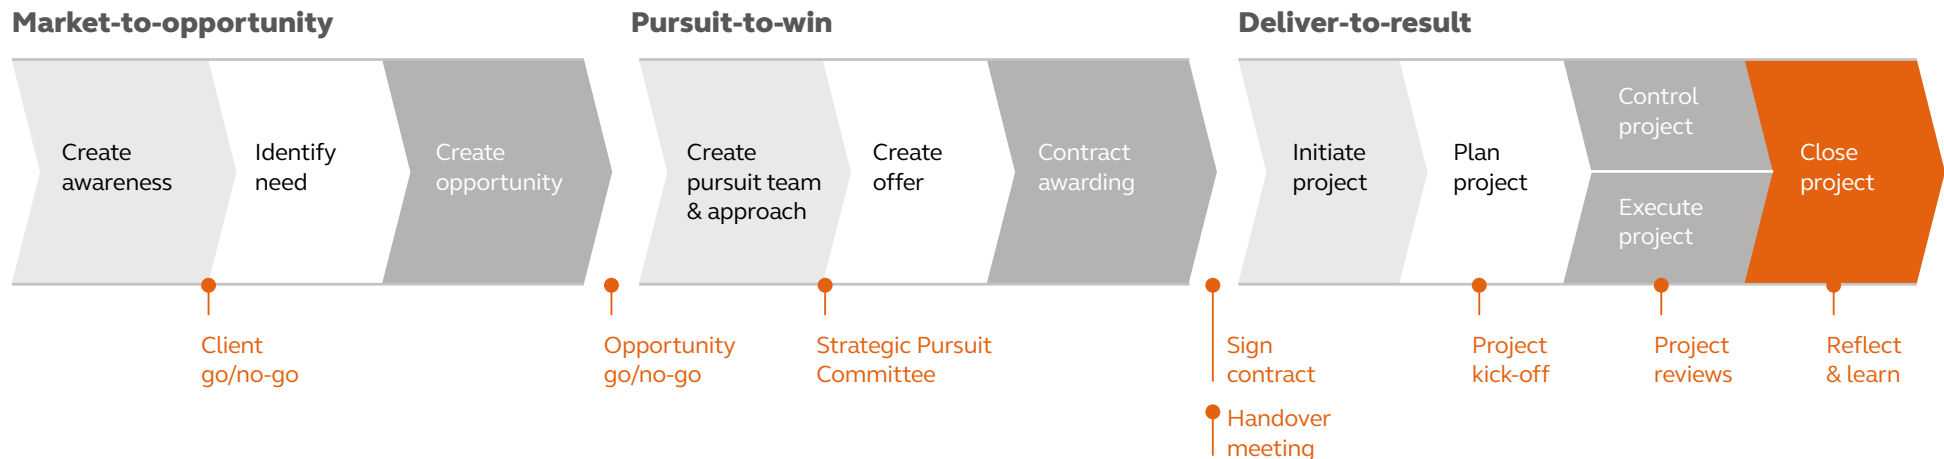 Market-to-opportunity
Pursuit-to-win
Deliver-to-result
Create
awareness
Identify
need
Create
opportunity
Create
pursuit team
& approach
Create
offer
Contract
awarding
Initiate
project
Plan
project
Control
project
Execute
project
Close
project
Client
go/no-go
Opportunity
go/no-go
Strategic Pursuit
Committee
Sign
contract
Handover
meeting
Project
kick-off
Project
reviews
Reflect
& learn